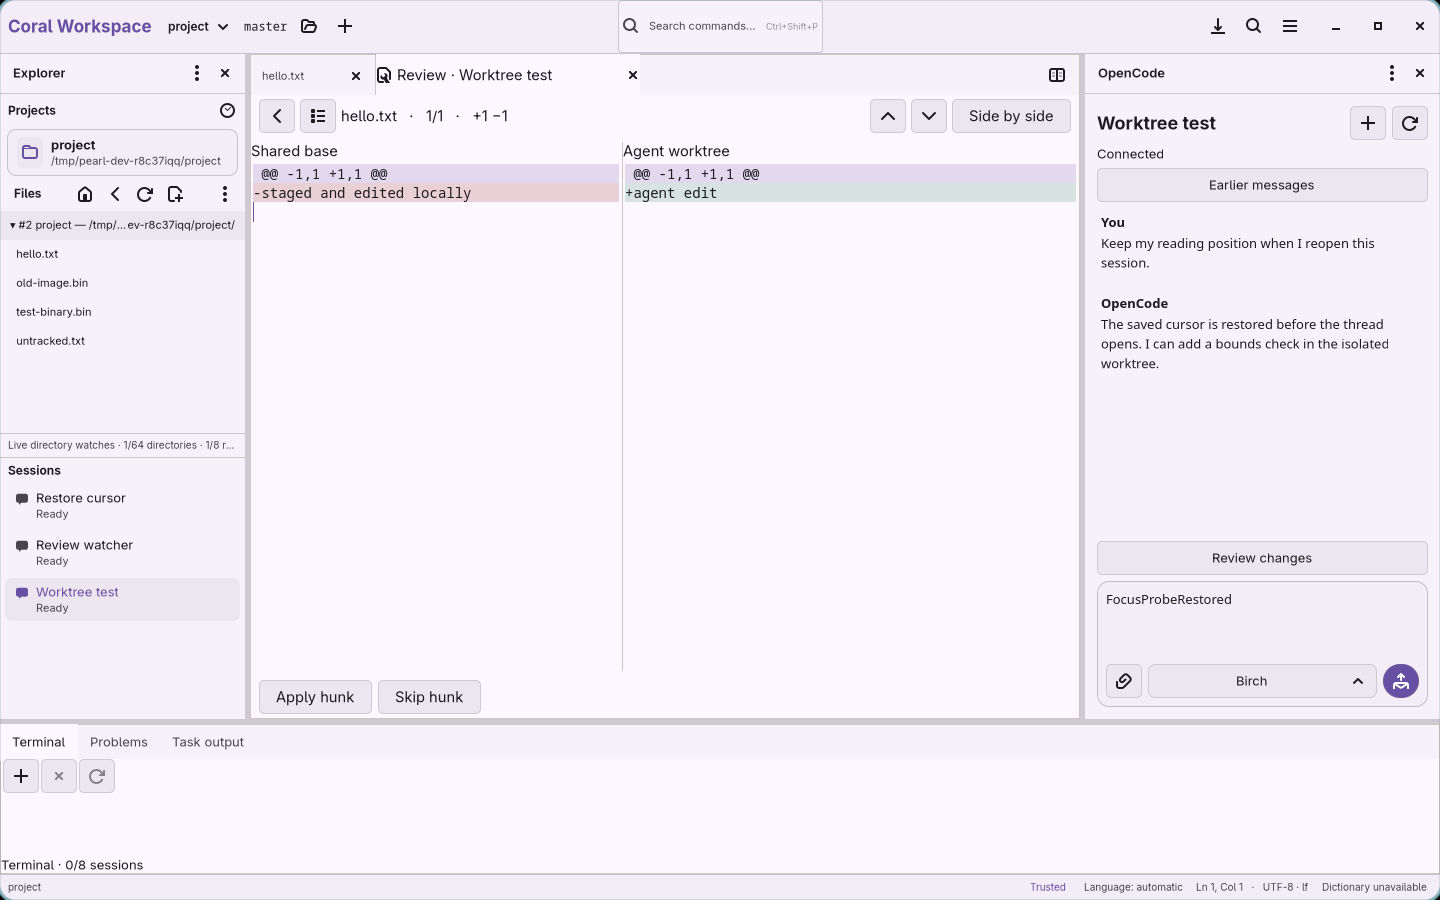 Coral Workspace
project
master
Search commands...
Ctrl+Shift+P
Explorer
Projects
project
/tmp/pearl-dev-r8c37iqq/project
Files
▾ #2 project — /tmp/...ev-r8c37iqq/project/
hello.txt
old-image.bin
test-binary.bin
untracked.txt
Live directory watches · 1/64 directories · 1/8 r...
Sessions
Restore cursor
Ready
Review watcher
Ready
Worktree test
Ready
hello.txt
Review · Worktree test
hello.txt · 1/1 · +1 −1
Side by side
Shared base
@@ -1,1 +1,1 @@
-staged and edited locally
Agent worktree
@@ -1,1 +1,1 @@
+agent edit
Apply hunk
Skip hunk
OpenCode
Worktree test
Connected
Earlier messages
You
Keep my reading position when I reopen this
session.
OpenCode
The saved cursor is restored before the thread
opens. I can add a bounds check in the isolated
worktree.
Review changes
FocusProbeRestored
Birch
Terminal
Problems
Task output
Terminal · 0/8 sessions
project
Trusted
Language: automatic
Ln 1, Col 1 · UTF-8 · lf
Dictionary unavailable